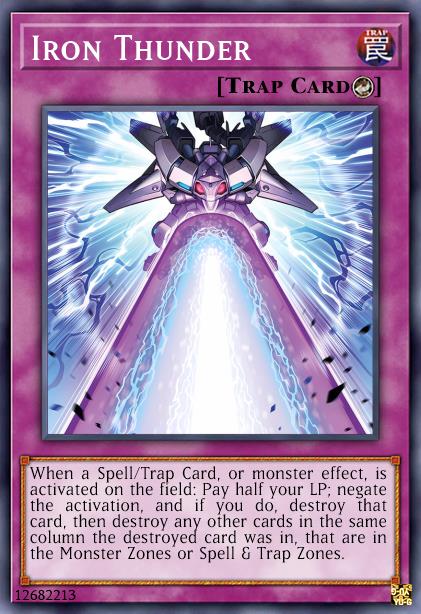 Iron Thunder
TRAP
罠
[Trap Card]
When a Spell/Trap Card, or monster effect, is
activated on the field: Pay half your LP; negate
the activation, and if you do, destroy that
card, then destroy any other cards in the same
column the destroyed card was in, that are in
the Monster Zones or Spell & Trap Zones.
12682213